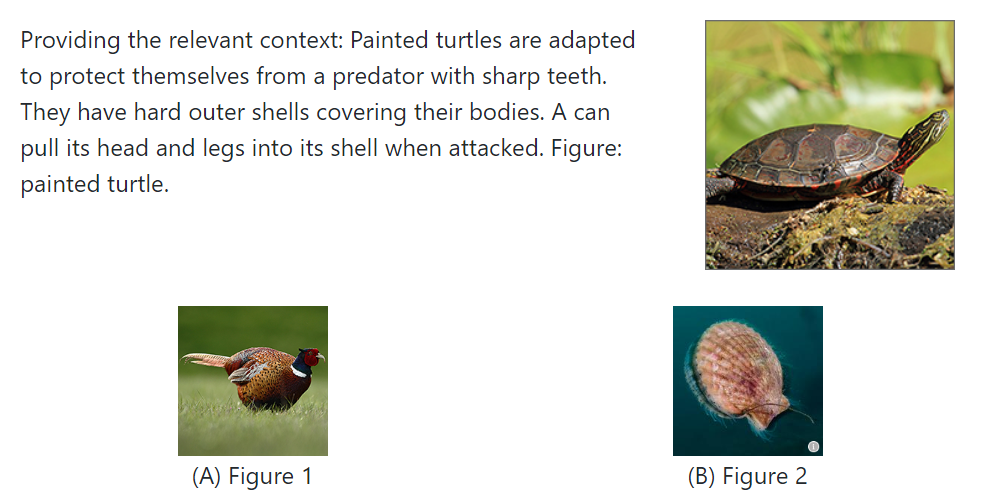 Providing the relevant context: Painted turtles are adapted
to protect themselves from a predator with sharp teeth.
They have hard outer shells covering their bodies. A can
pull its head and legs into its shell when attacked. Figure:
painted turtle.
(A) Figure 1
(B) Figure 2